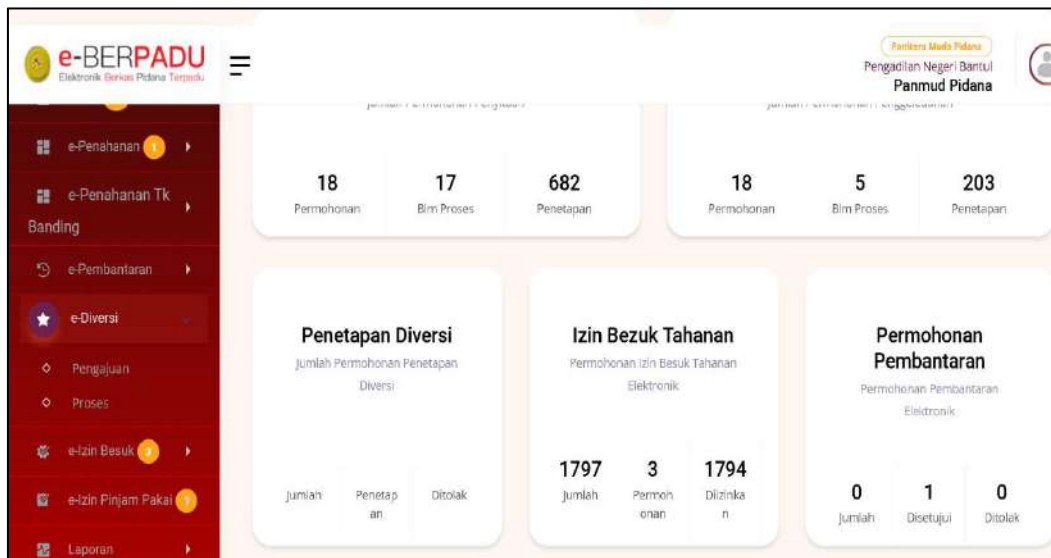 e-BERPADU
Elektronik Berkas Pidana Terpadu
Panitera Muda Pidana
Pengadilan Negeri Bantul
Panmud Pidana
e-Penahanan 1
e-Penahanan Tk
Banding
e-Pembantaran
e-Diversi
Pengajuan
Proses
e-Izin Besuk 3
e-Izin Pinjam Pakai
Laporan
18
Permohonan
17
Blm Proses
682
Penetapan
18
Permohonan
5
Blm Proses
203
Penetapan
Penetapan Diversi
Jumlah Permohonan Penetapan
Diversi
Jumlah
Penetap
an
Ditolak
Izin Bezuk Tahanan
Permohonan Izin Besuk Tahanan
Elektronik
1797
Jumlah
3
Permoh
onan
1794
Diizinka
n
Permohonan
Pembantaran
Permohonan Pembantaran
Elektronik
0
Jumlah
1
Disetujui
0
Ditolak